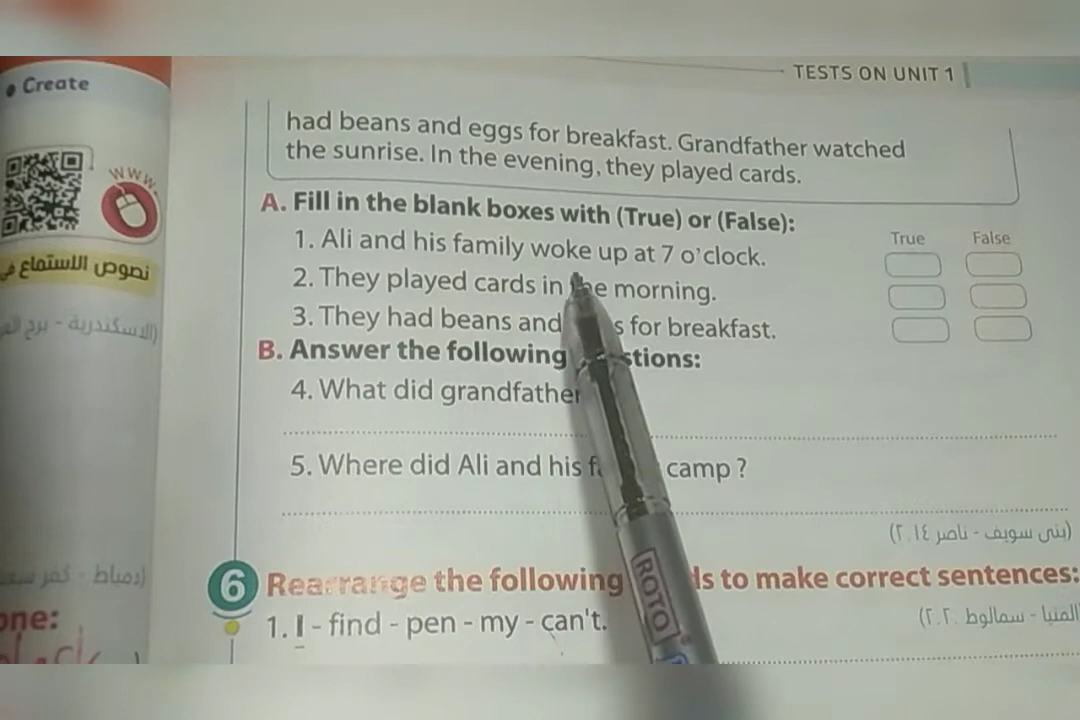 TESTS ON UNIT 1
Create
had beans and eggs for breakfast. Grandfather watched
the sunrise. In the evening, they played cards.
WWW.
نصوص الاستماع
A. Fill in the blank boxes with (True) or (False):
True False
1. Ali and his family woke up at 7 o'clock.
2. They played cards in the morning.
3. They had beans and s for breakfast.
B. Answer the following stions:
4. What did grandfather
5. Where did Ali and his f camp ?
(بنى سويف - ناصر ٢٠١٤)
6 Rearrange the following ds to make correct sentences:
(المنيا - سمالوط ٢٠٢٠)
1. I - find - pen - my - can't.
ROTO